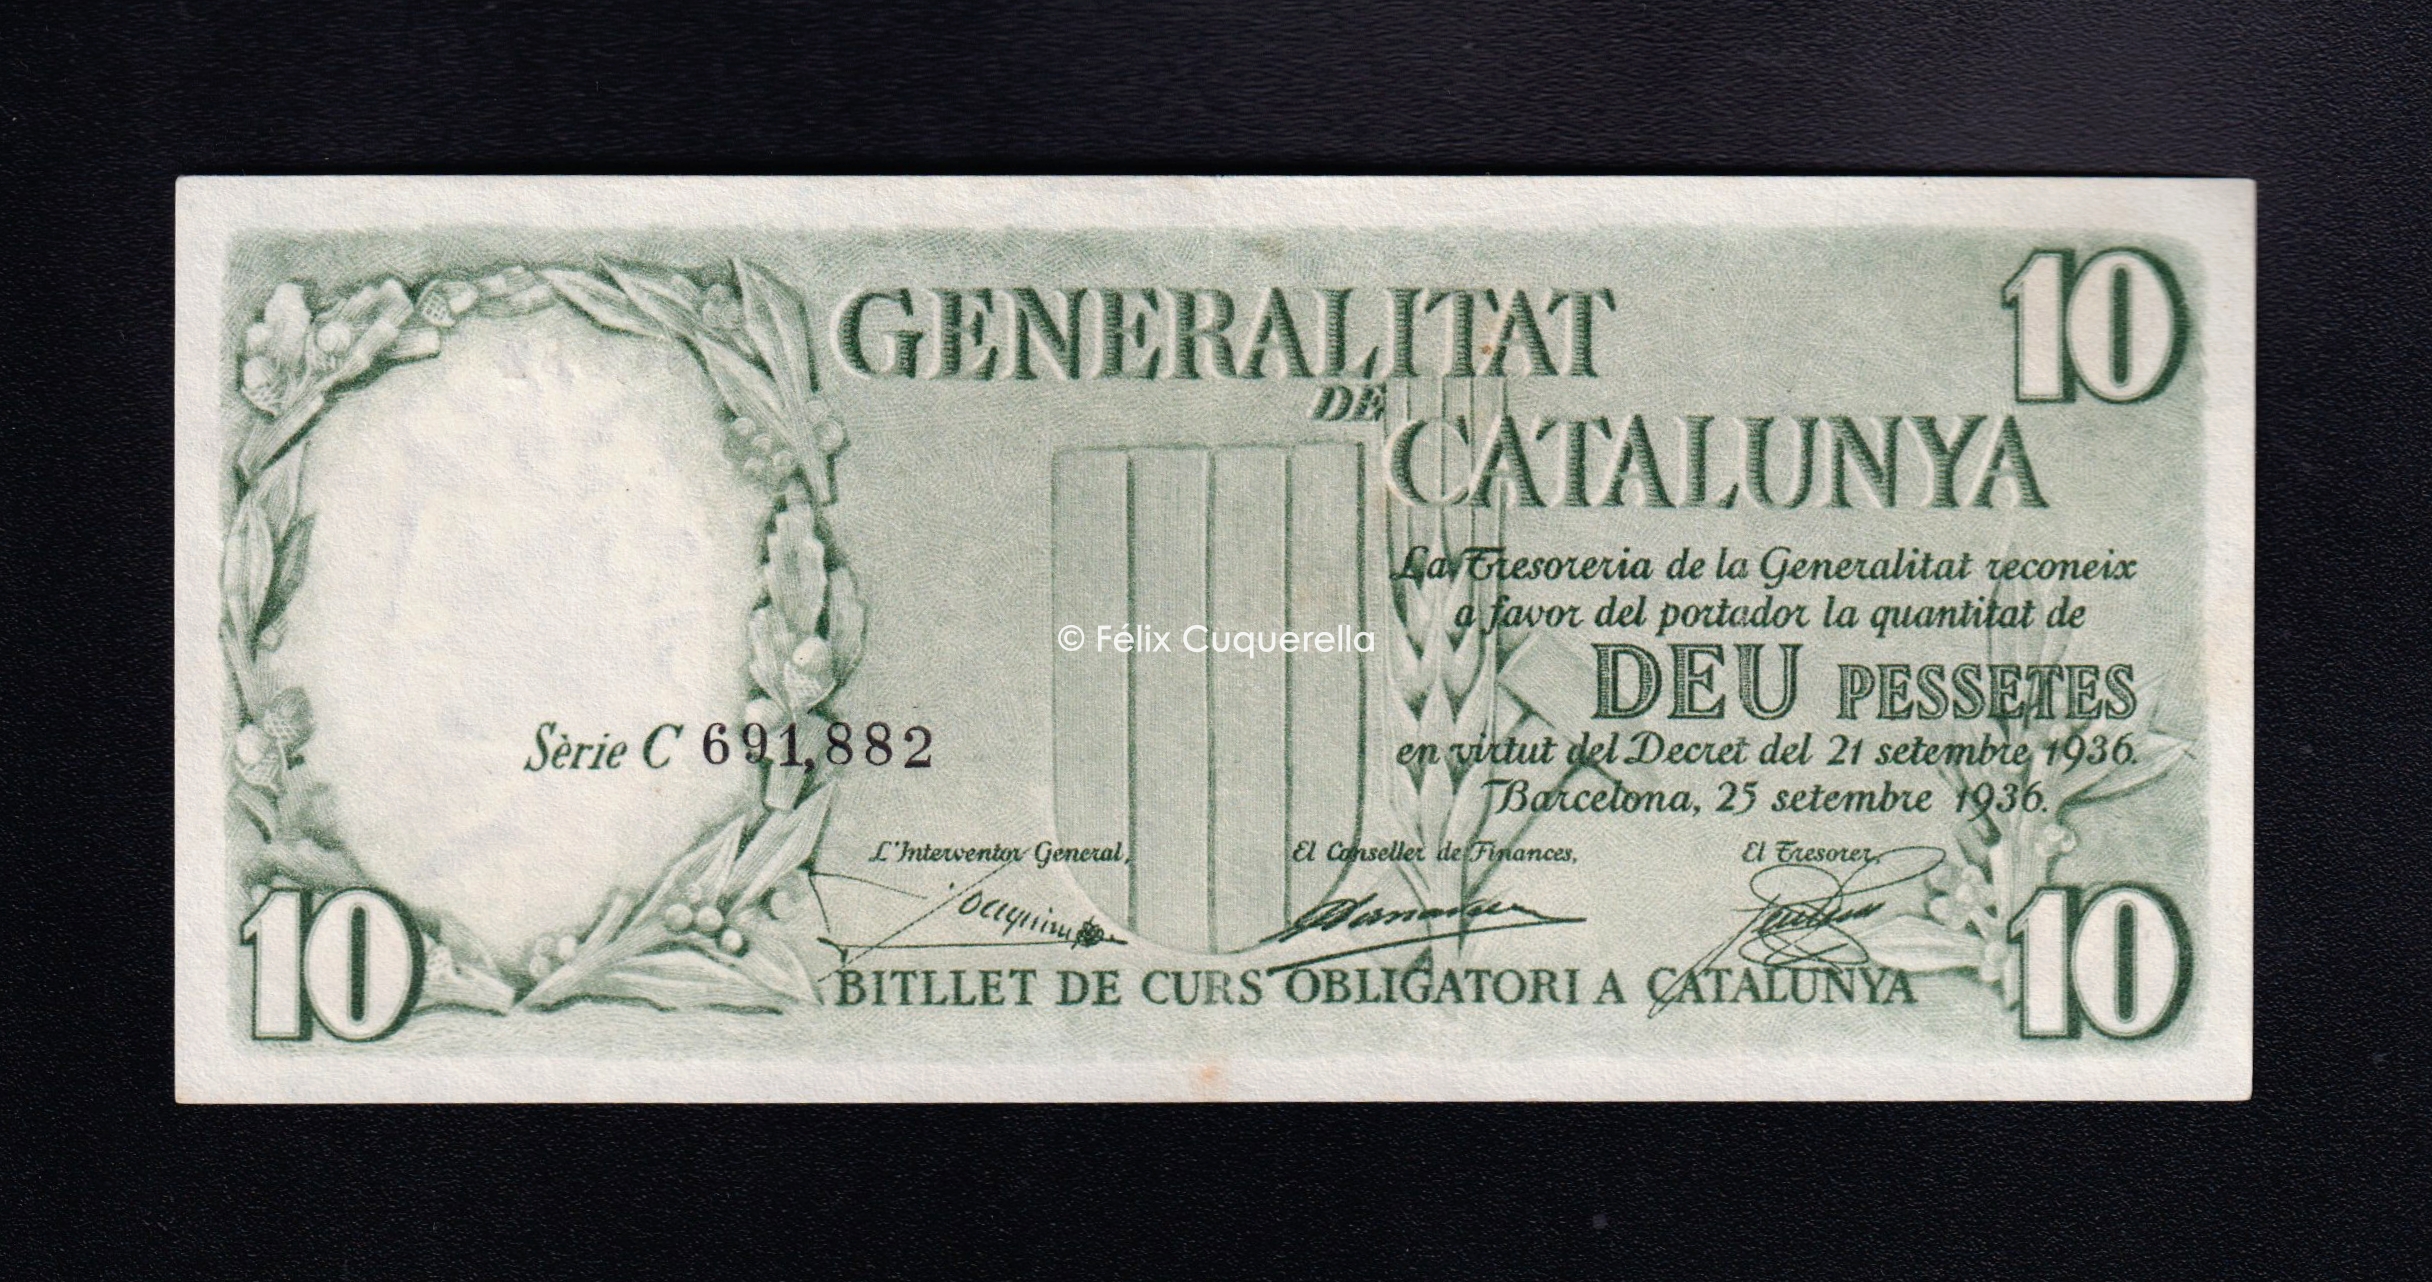 10
GENERALITAT
DE
CATALUNYA
La Tresoreria de la Generalitat reconeix
a favor del portador la quantitat de
DEU PESSETES
en virtut del Decret del 21 setembre 1936.
Barcelona, 25 setembre 1936.
© Fèlix Cuquerella
Sèrie C 691,882
L'Interventor General, El Conseller de Finances, El Tresorer,
10 BITLLET DE CURS OBLIGATORI A CATALUNYA 10